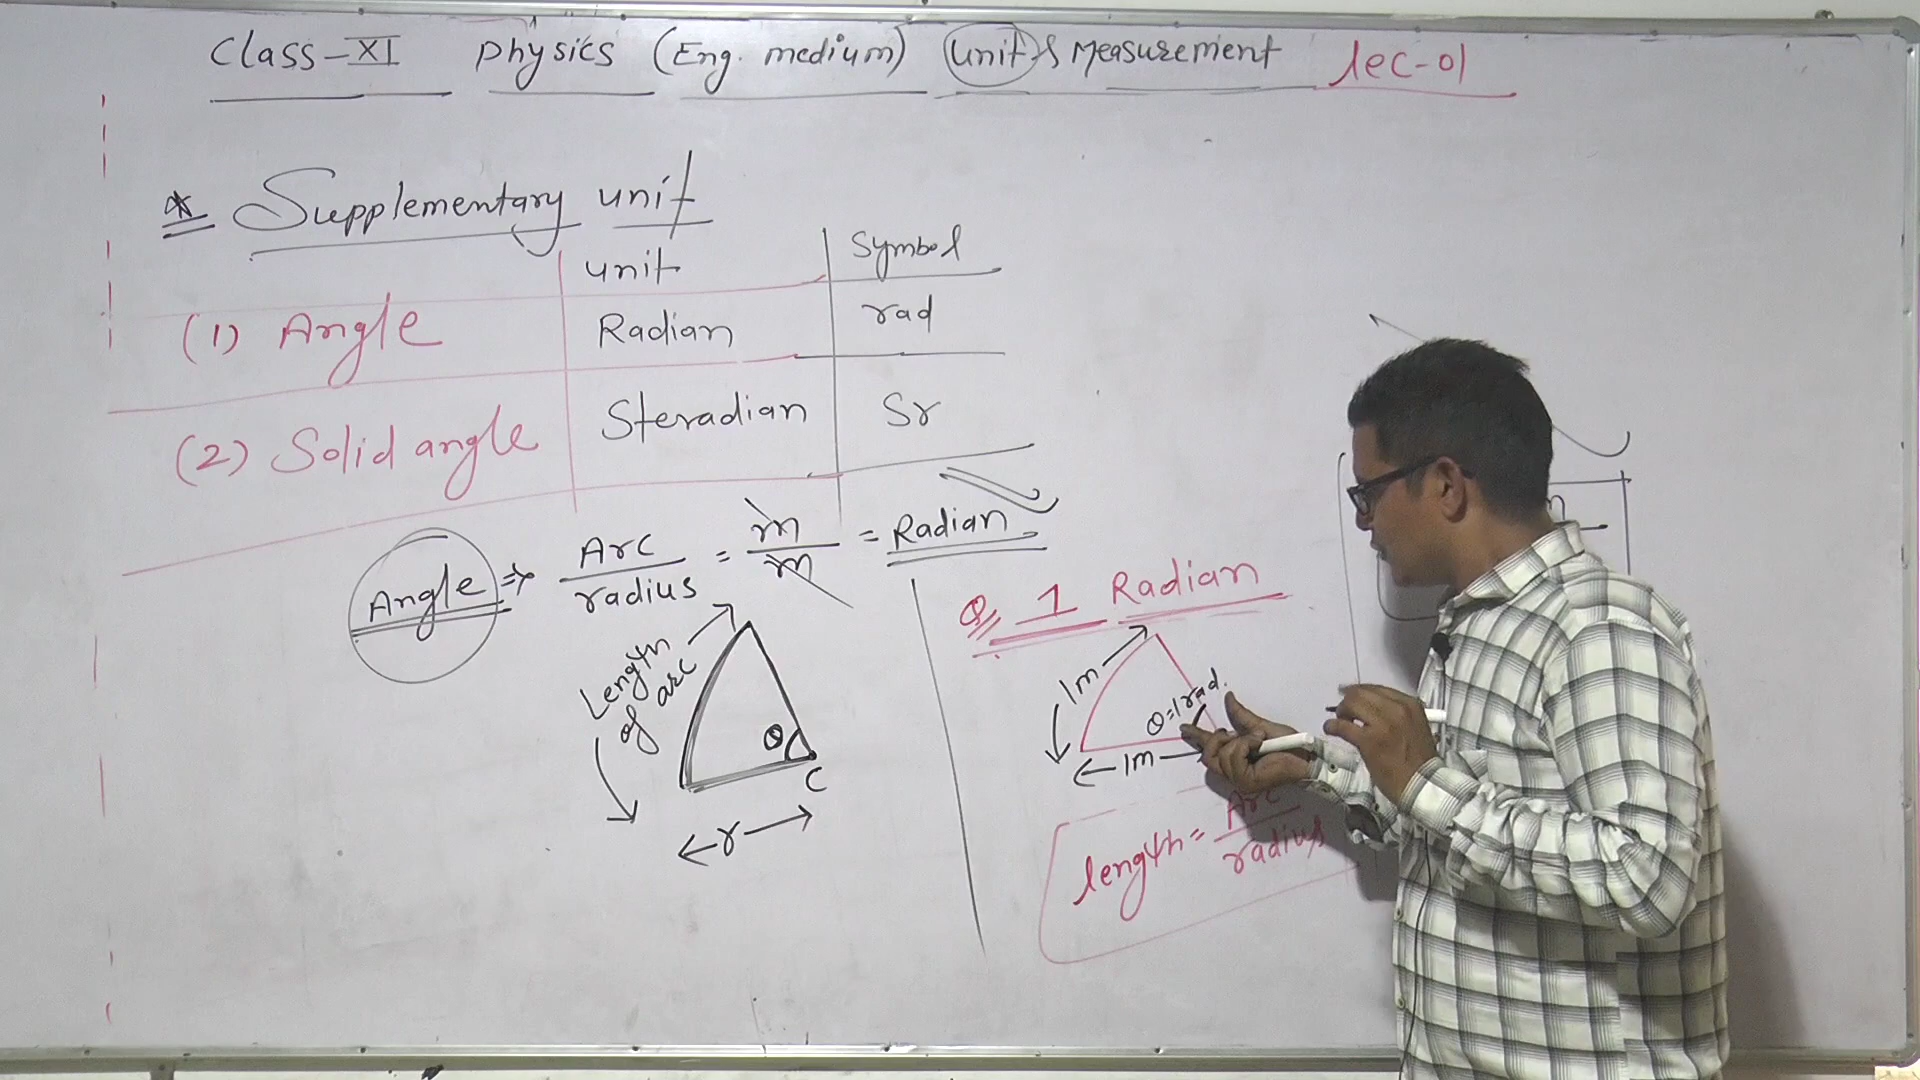 Class-XI Physics (Eng. medium) Unit & Measurement Lec-01
* Supplementary unit
unit Symbol
(1) Angle Radian rad
(2) Solid angle Steradian Sr
Angle ⇒ Arc/radius = m/m = Radian
Q. 1 Radian
Length of arc
θ
C
r
1m
θ=1rad.
1m
length = Arc/radius